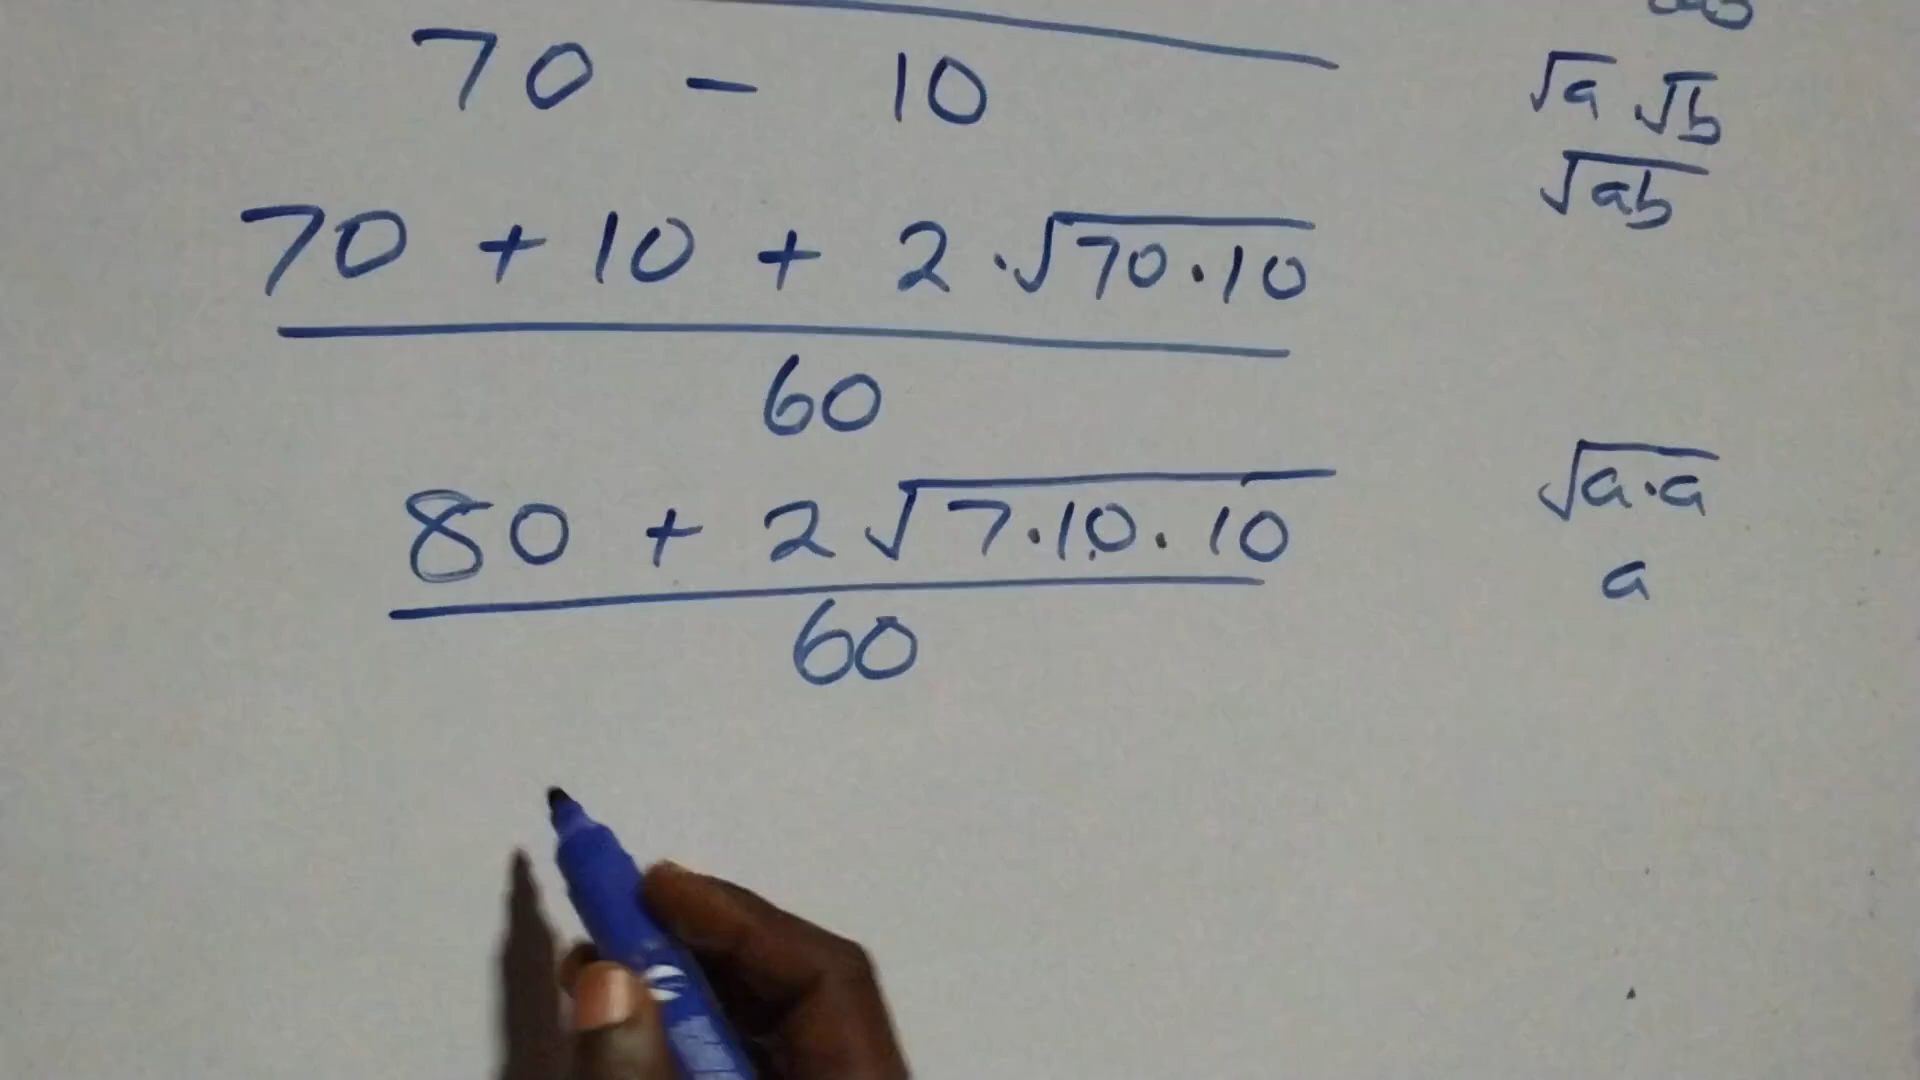 70 - 10
70 + 10 + 2 · √70 · 10
60
80 + 2 √7 · 10 · 10
60
√a √b
√ab
√a · a
a